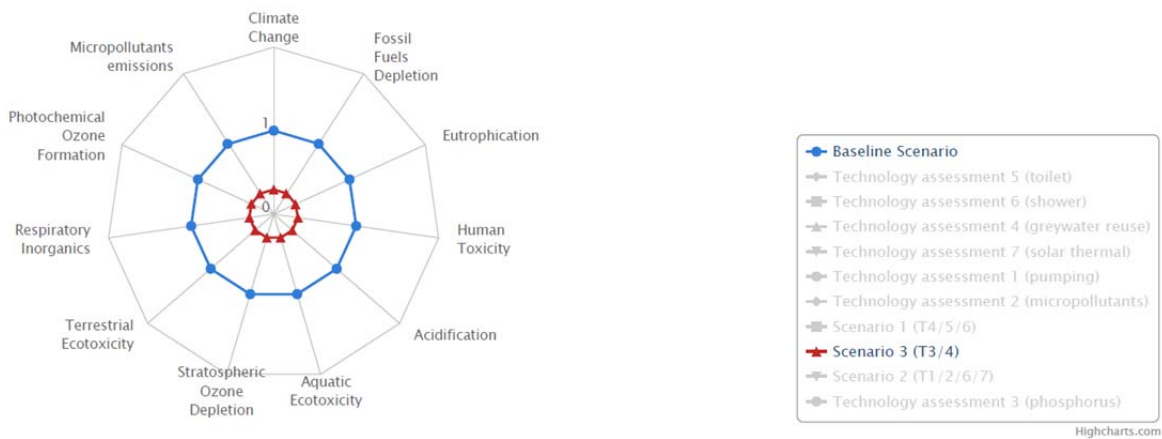 Climate
Change
Fossil
Fuels
Depletion
Eutrophication
Human
Toxicity
Acidification
Aquatic
Ecotoxicity
Stratospheric
Ozone
Depletion
Terrestrial
Ecotoxicity
Respiratory
Inorganics
Photochemical
Ozone
Formation
Micropollutants
emissions
1
0
Baseline Scenario
Technology assessment 5 (toilet)
Technology assessment 6 (shower)
Technology assessment 4 (greywater reuse)
Technology assessment 7 (solar thermal)
Technology assessment 1 (pumping)
Technology assessment 2 (micropollutants)
Scenario 1 (T4/5/6)
Scenario 3 (T3/4)
Scenario 2 (T1/2/6/7)
Technology assessment 3 (phosphorus)
Highcharts.com